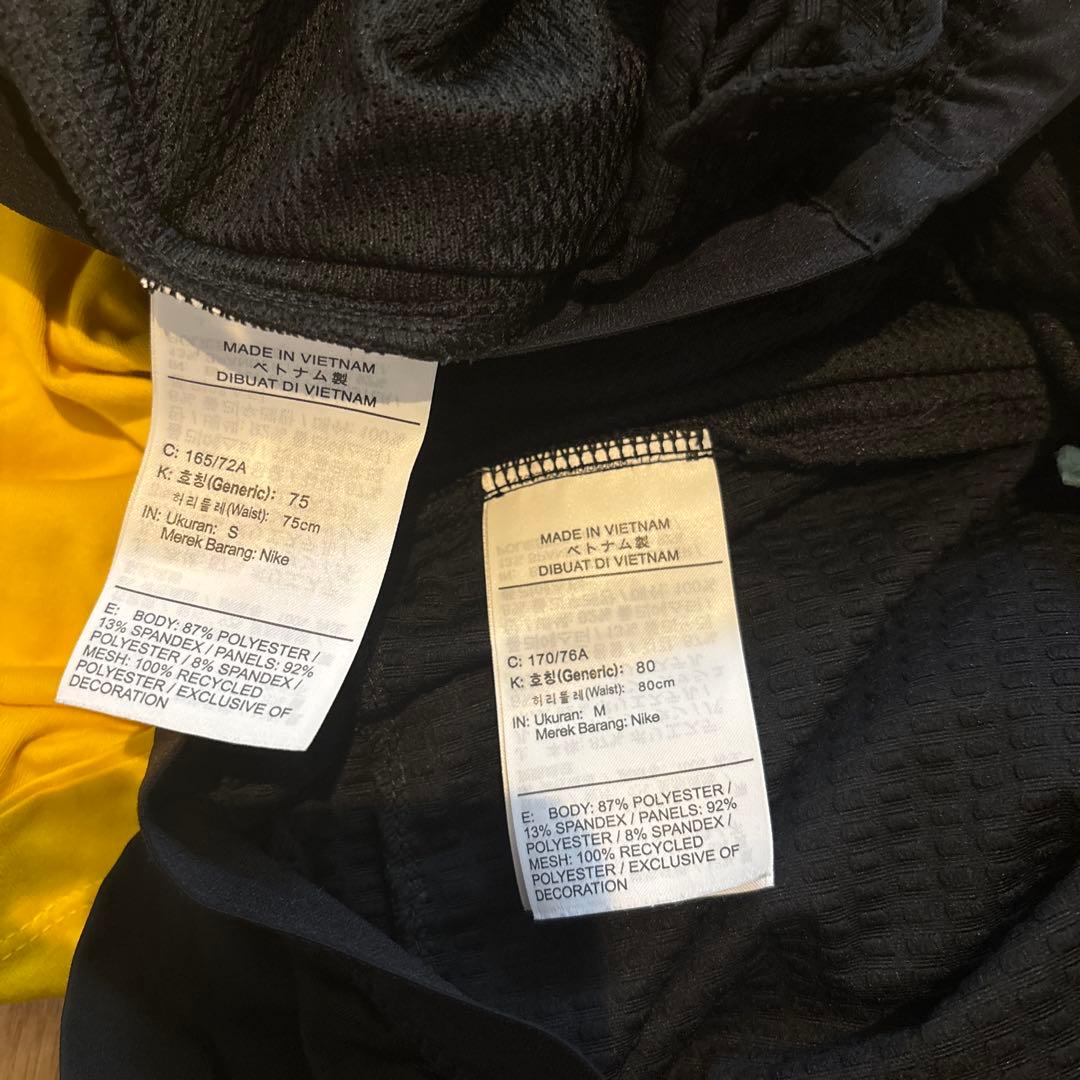 MADE IN VIETNAM
ベトナム製
DIBUAT DI VIETNAM
C: 165/72A
K: 호칭(Generic): 75
허리둘레(Waist): 75cm
IN: Ukuran: S
Merek Barang: Nike
E: BODY: 87% POLYESTER /
13% SPANDEX / PANELS: 92%
POLYESTER / 8% SPANDEX /
MESH: 100% RECYCLED
POLYESTER / EXCLUSIVE OF
DECORATION
MADE IN VIETNAM
ベトナム製
DIBUAT DI VIETNAM
C: 170/76A
K: 호칭(Generic): 80
허리둘레(Waist): 80cm
IN: Ukuran: M
Merek Barang: Nike
E: BODY: 87% POLYESTER /
13% SPANDEX / PANELS: 92%
POLYESTER / 8% SPANDEX /
MESH: 100% RECYCLED
POLYESTER / EXCLUSIVE OF
DECORATION